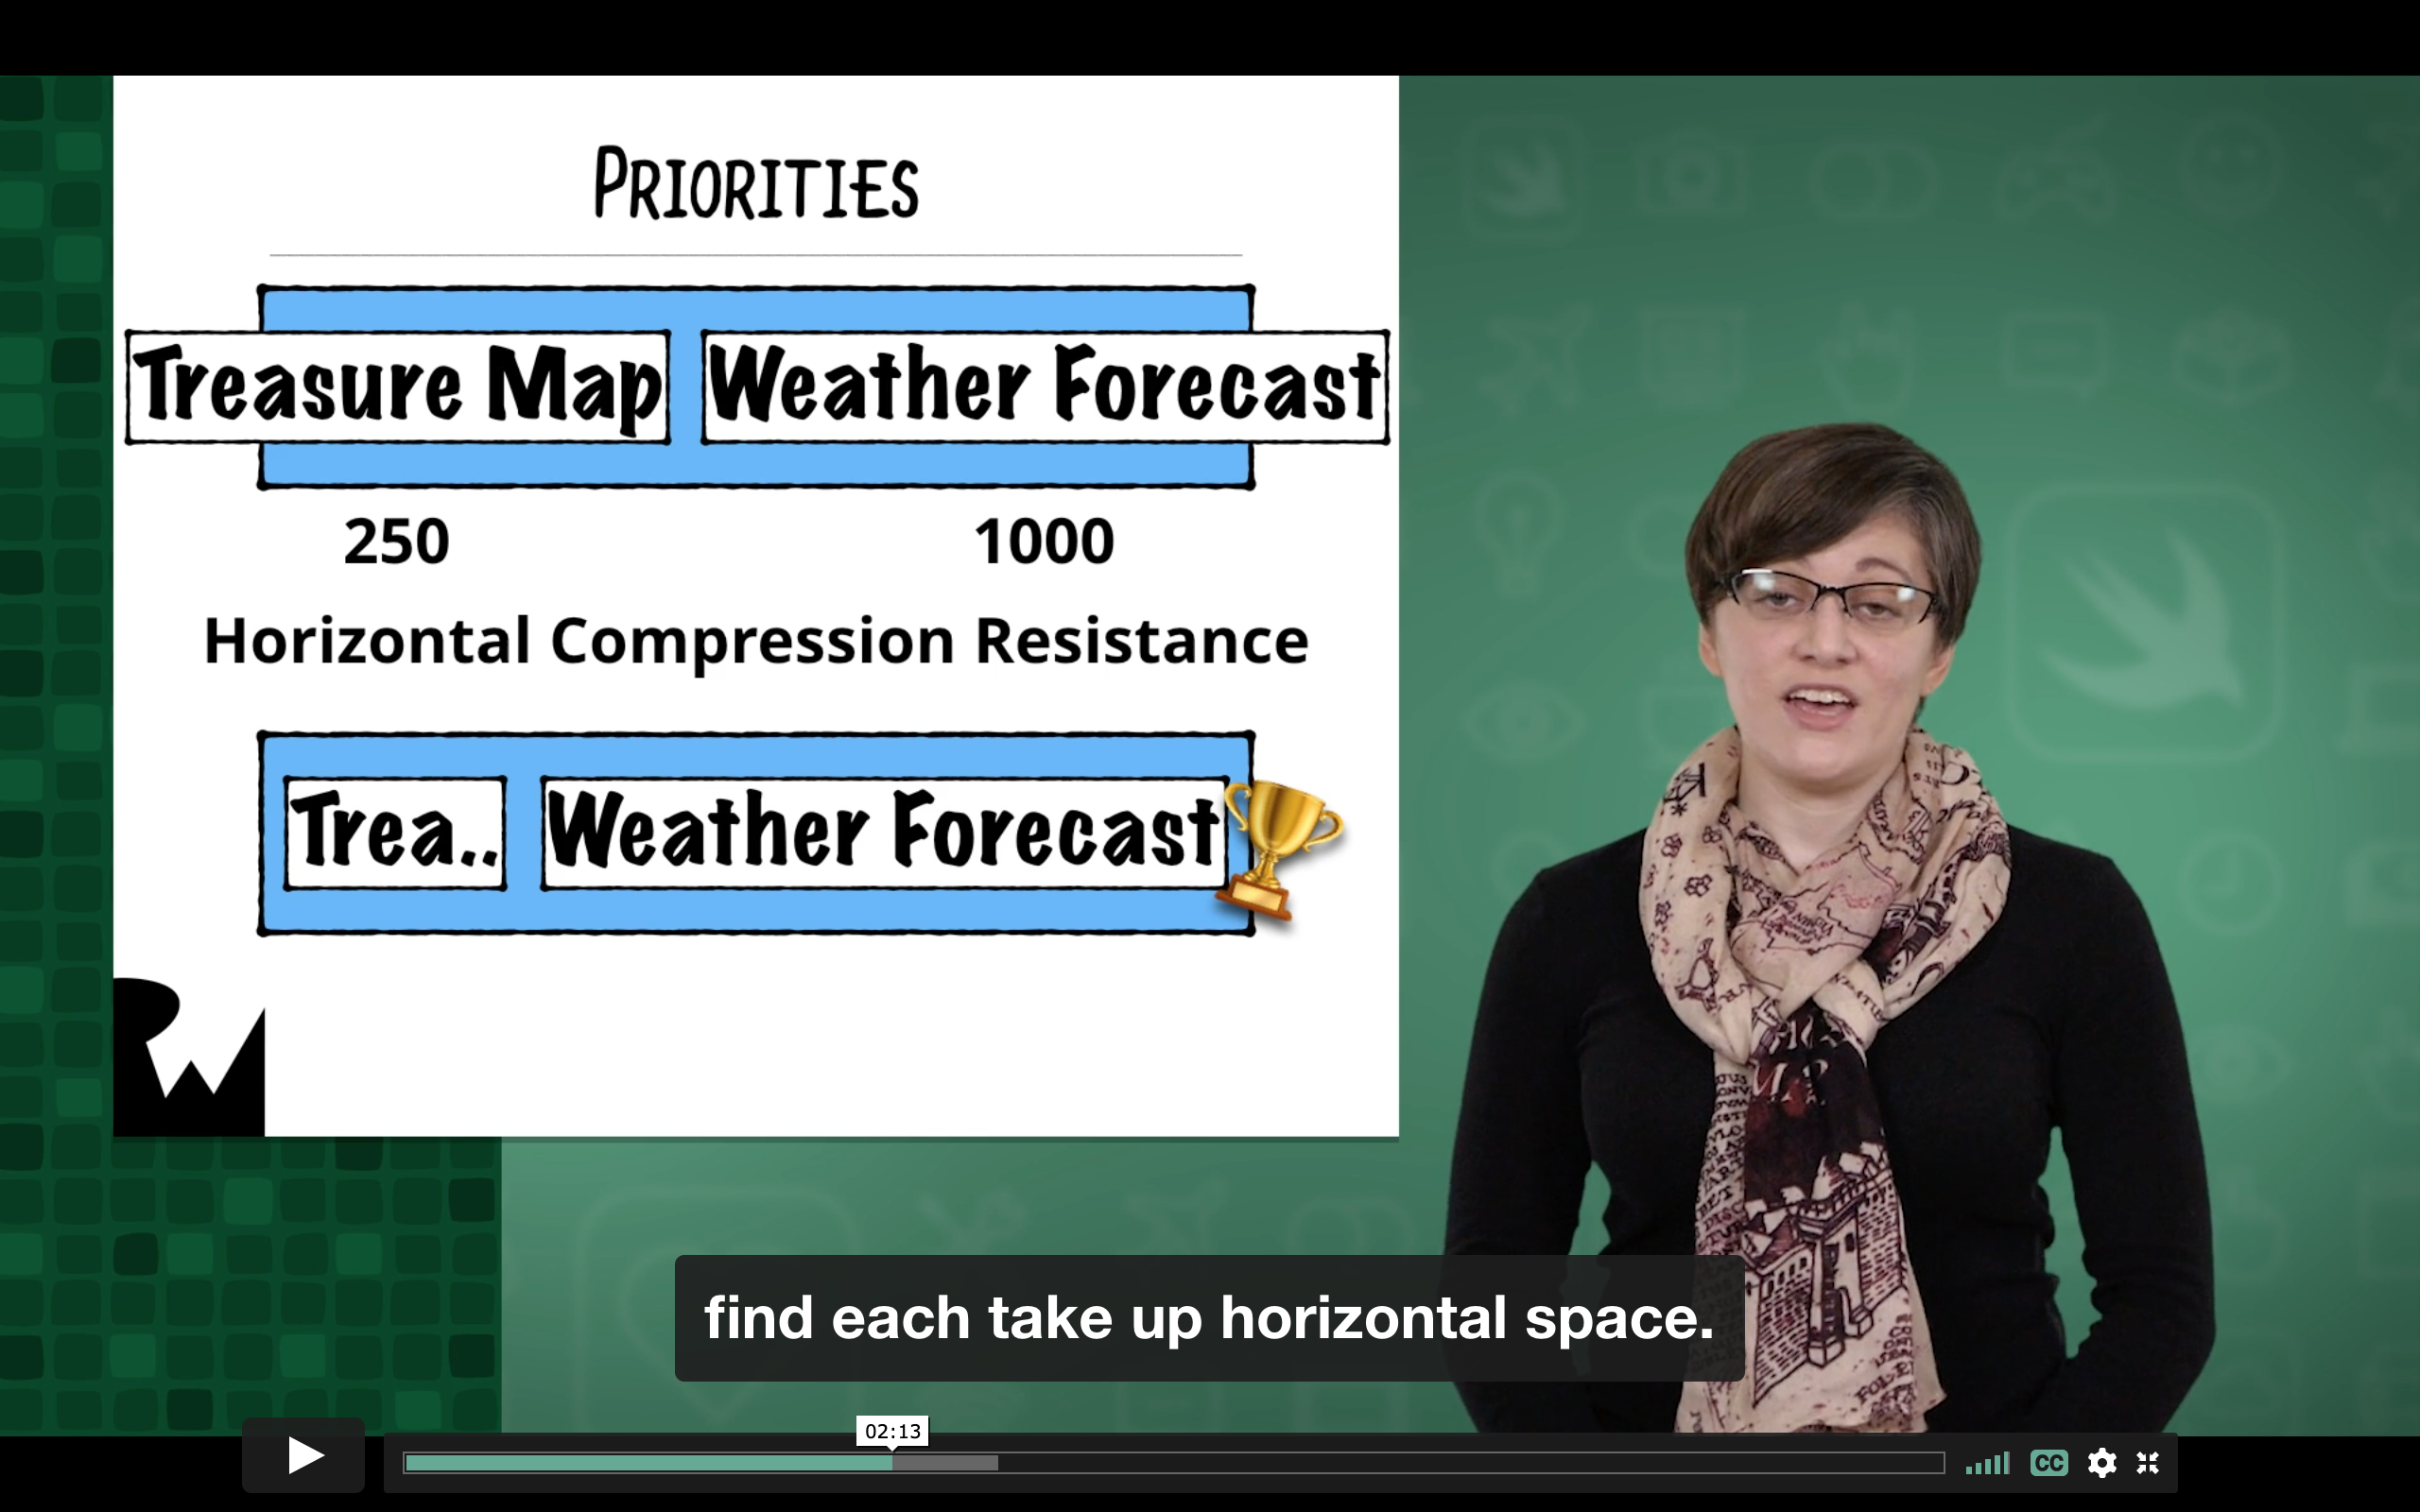 PRIORITIES
Treasure Map Weather Forecast
250 1000
Horizontal Compression Resistance
Trea.. Weather Forecast
RW
find each take up horizontal space.
02:13
CC